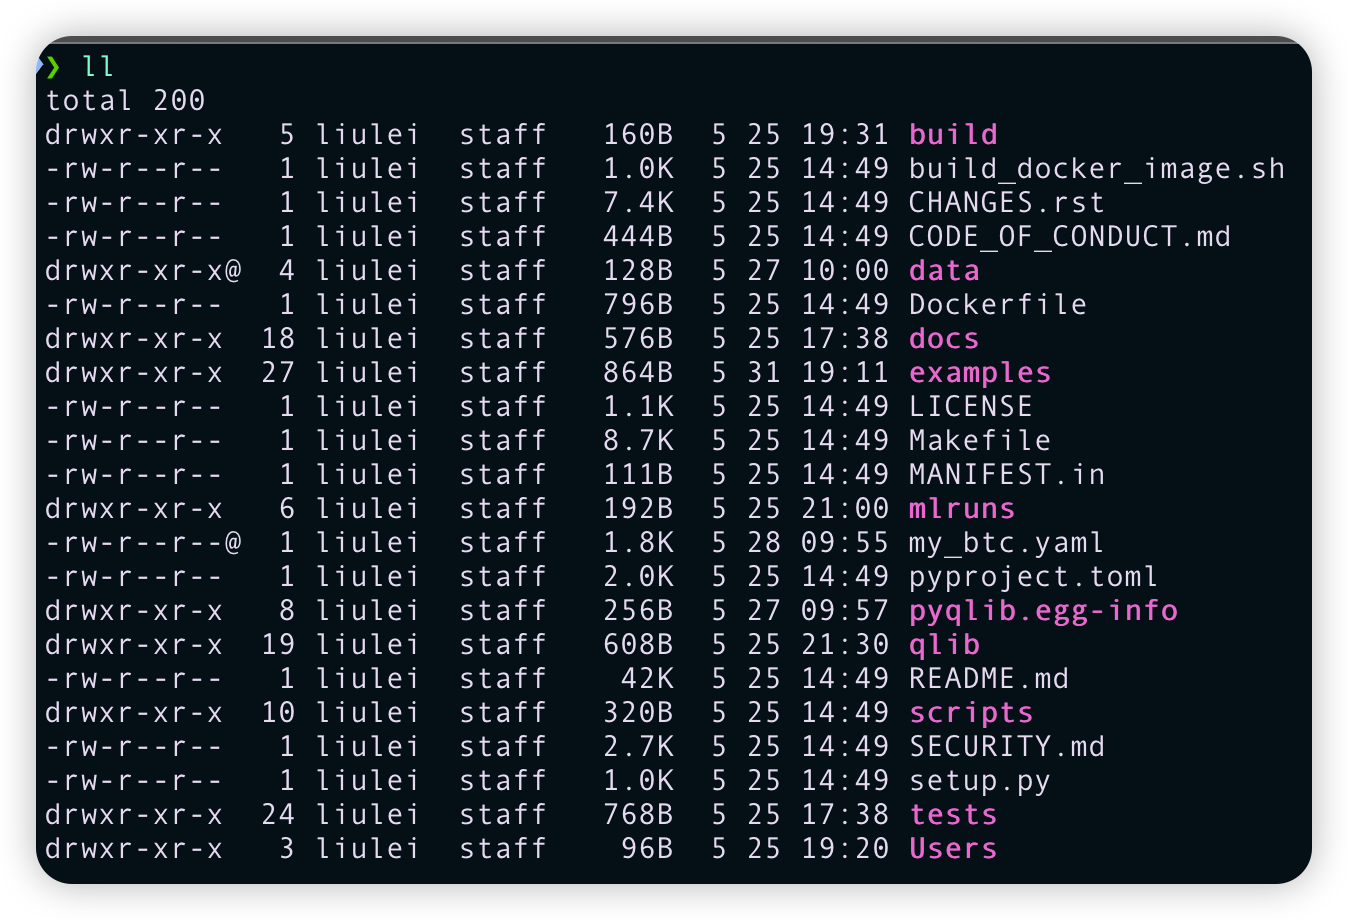 ❯ ll
total 200
drwxr-xr-x   5 liulei  staff   160B  5 25 19:31 build
-rw-r--r--   1 liulei  staff   1.0K  5 25 14:49 build_docker_image.sh
-rw-r--r--   1 liulei  staff   7.4K  5 25 14:49 CHANGES.rst
-rw-r--r--   1 liulei  staff   444B  5 25 14:49 CODE_OF_CONDUCT.md
drwxr-xr-x@  4 liulei  staff   128B  5 27 10:00 data
-rw-r--r--   1 liulei  staff   796B  5 25 14:49 Dockerfile
drwxr-xr-x  18 liulei  staff   576B  5 25 17:38 docs
drwxr-xr-x  27 liulei  staff   864B  5 31 19:11 examples
-rw-r--r--   1 liulei  staff   1.1K  5 25 14:49 LICENSE
-rw-r--r--   1 liulei  staff   8.7K  5 25 14:49 Makefile
-rw-r--r--   1 liulei  staff   111B  5 25 14:49 MANIFEST.in
drwxr-xr-x   6 liulei  staff   192B  5 25 21:00 mlruns
-rw-r--r--@  1 liulei  staff   1.8K  5 28 09:55 my_btc.yaml
-rw-r--r--   1 liulei  staff   2.0K  5 25 14:49 pyproject.toml
drwxr-xr-x   8 liulei  staff   256B  5 27 09:57 pyqlib.egg-info
drwxr-xr-x  19 liulei  staff   608B  5 25 21:30 qlib
-rw-r--r--   1 liulei  staff    42K  5 25 14:49 README.md
drwxr-xr-x  10 liulei  staff   320B  5 25 14:49 scripts
-rw-r--r--   1 liulei  staff   2.7K  5 25 14:49 SECURITY.md
-rw-r--r--   1 liulei  staff   1.0K  5 25 14:49 setup.py
drwxr-xr-x  24 liulei  staff   768B  5 25 17:38 tests
drwxr-xr-x   3 liulei  staff    96B  5 25 19:20 Users